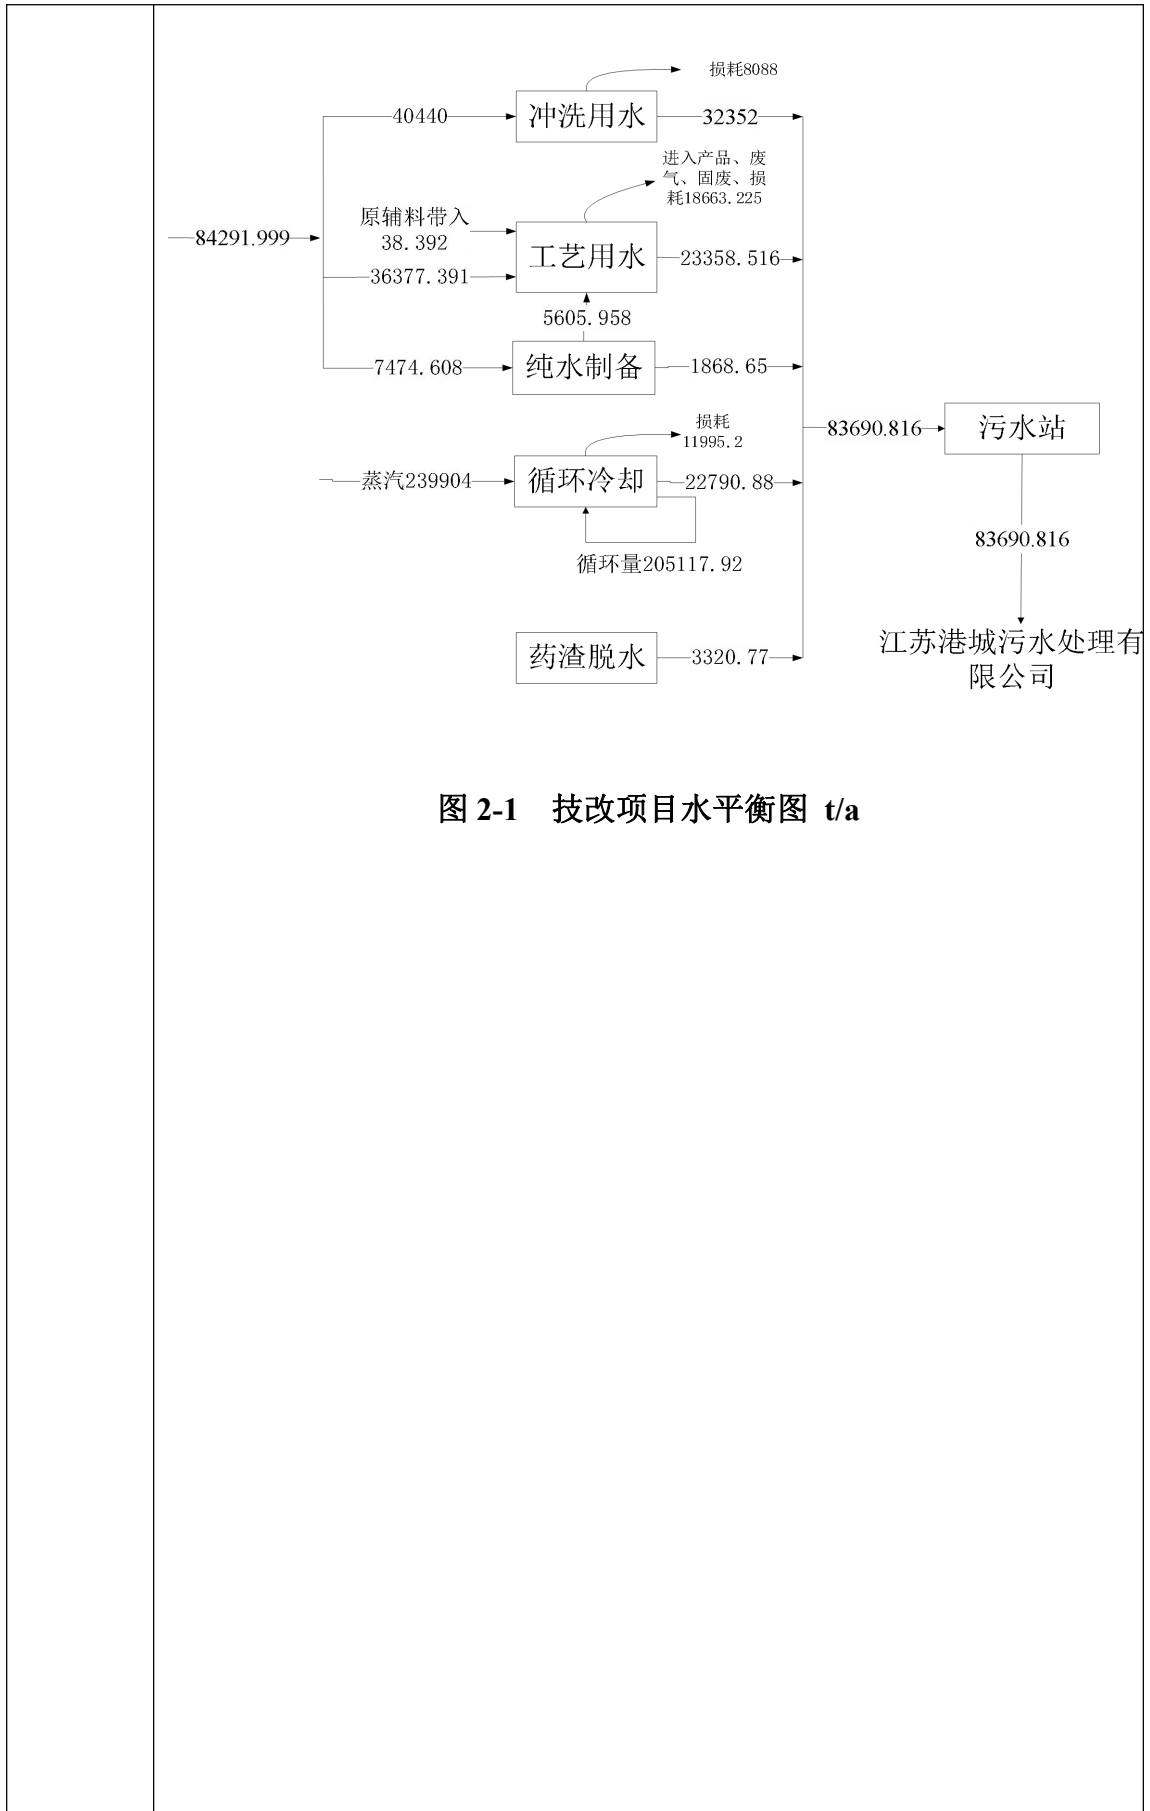 损耗8088
40440
冲洗用水
32352
进入产品、废
气、固废、损
耗18663.225
原辅料带入
38.392
84291.999
工艺用水
23358.516
36377.391
5605.958
7474.608
纯水制备
1868.65
损耗
11995.2
83690.816
污水站
蒸汽239904
循环冷却
22790.88
循环量205117.92
83690.816
药渣脱水
3320.77
江苏港城污水处理有
限公司
图 2-1 技改项目水平衡图 t/a